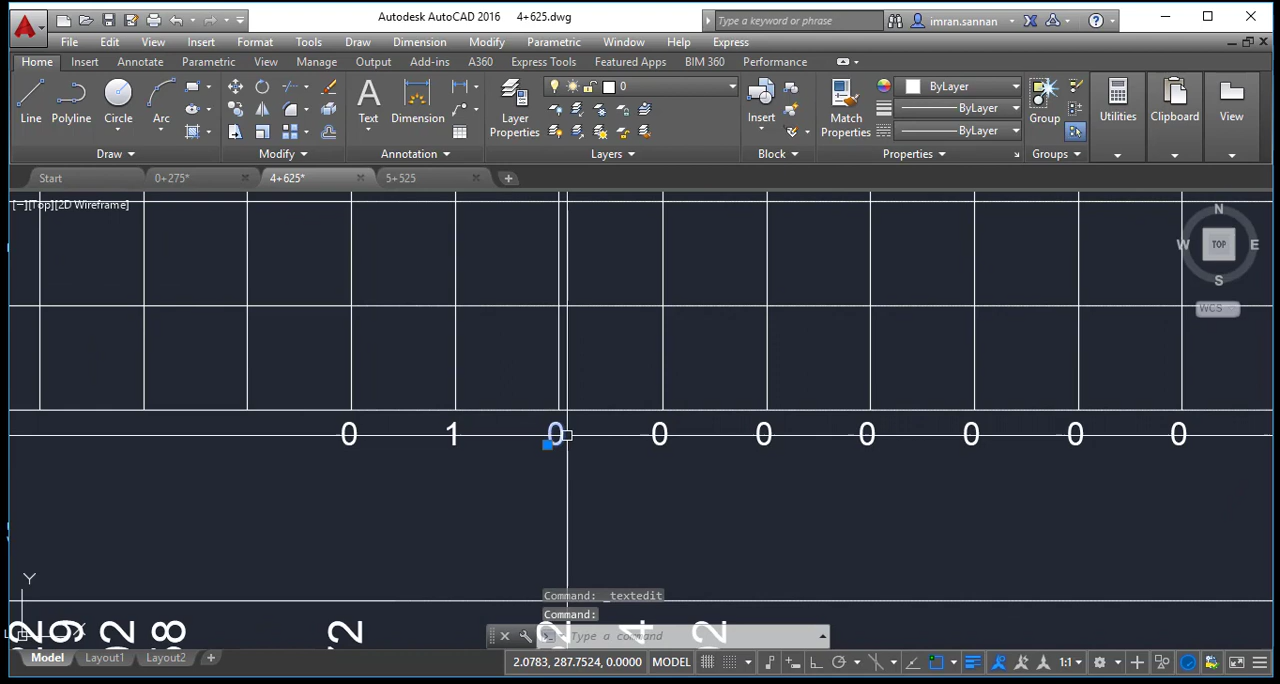 Autodesk AutoCAD 2016 4+625.dwg Type a keyword or phrase imran.sannan
File Edit View Insert Format Tools Draw Dimension Modify Parametric Window Help Express
Home Insert Annotate Parametric View Manage Output Add-ins A360 Express Tools Featured Apps BIM 360 Performance
0 ByLayer
ByLayer
Line Polyline Circle Arc Text Dimension Layer Properties Insert Match Properties Group Utilities Clipboard View
ByLayer
Draw Modify Annotation Layers Block Properties Groups
Start 0+275* 4+625* 5+525
[−][Top][2D Wireframe]
N
W TOP E
S
WCS
0 1 0 0 0 0 0 0 0
Y
Command: _textedit
Command:
Type a command
Model Layout1 Layout2 2.0783, 287.7524, 0.0000 MODEL 1:1